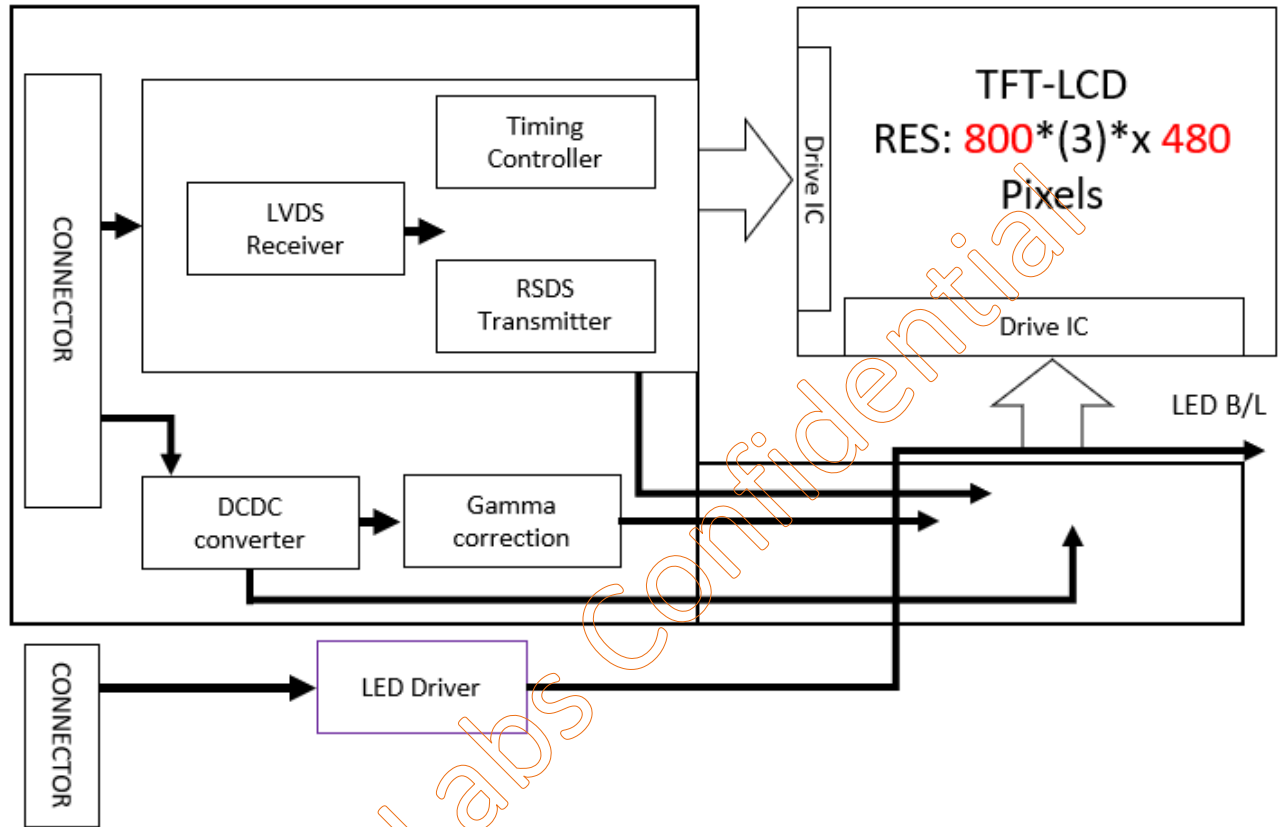 CONNECTOR
LVDS
Receiver
Timing
Controller
RSDS
Transmitter
DCDC
converter
Gamma
correction
Drive IC
TFT-LCD
RES: 800*(3)*x 480
Pixels
Drive IC
LED B/L
CONNECTOR
LED Driver
Labs Confidential